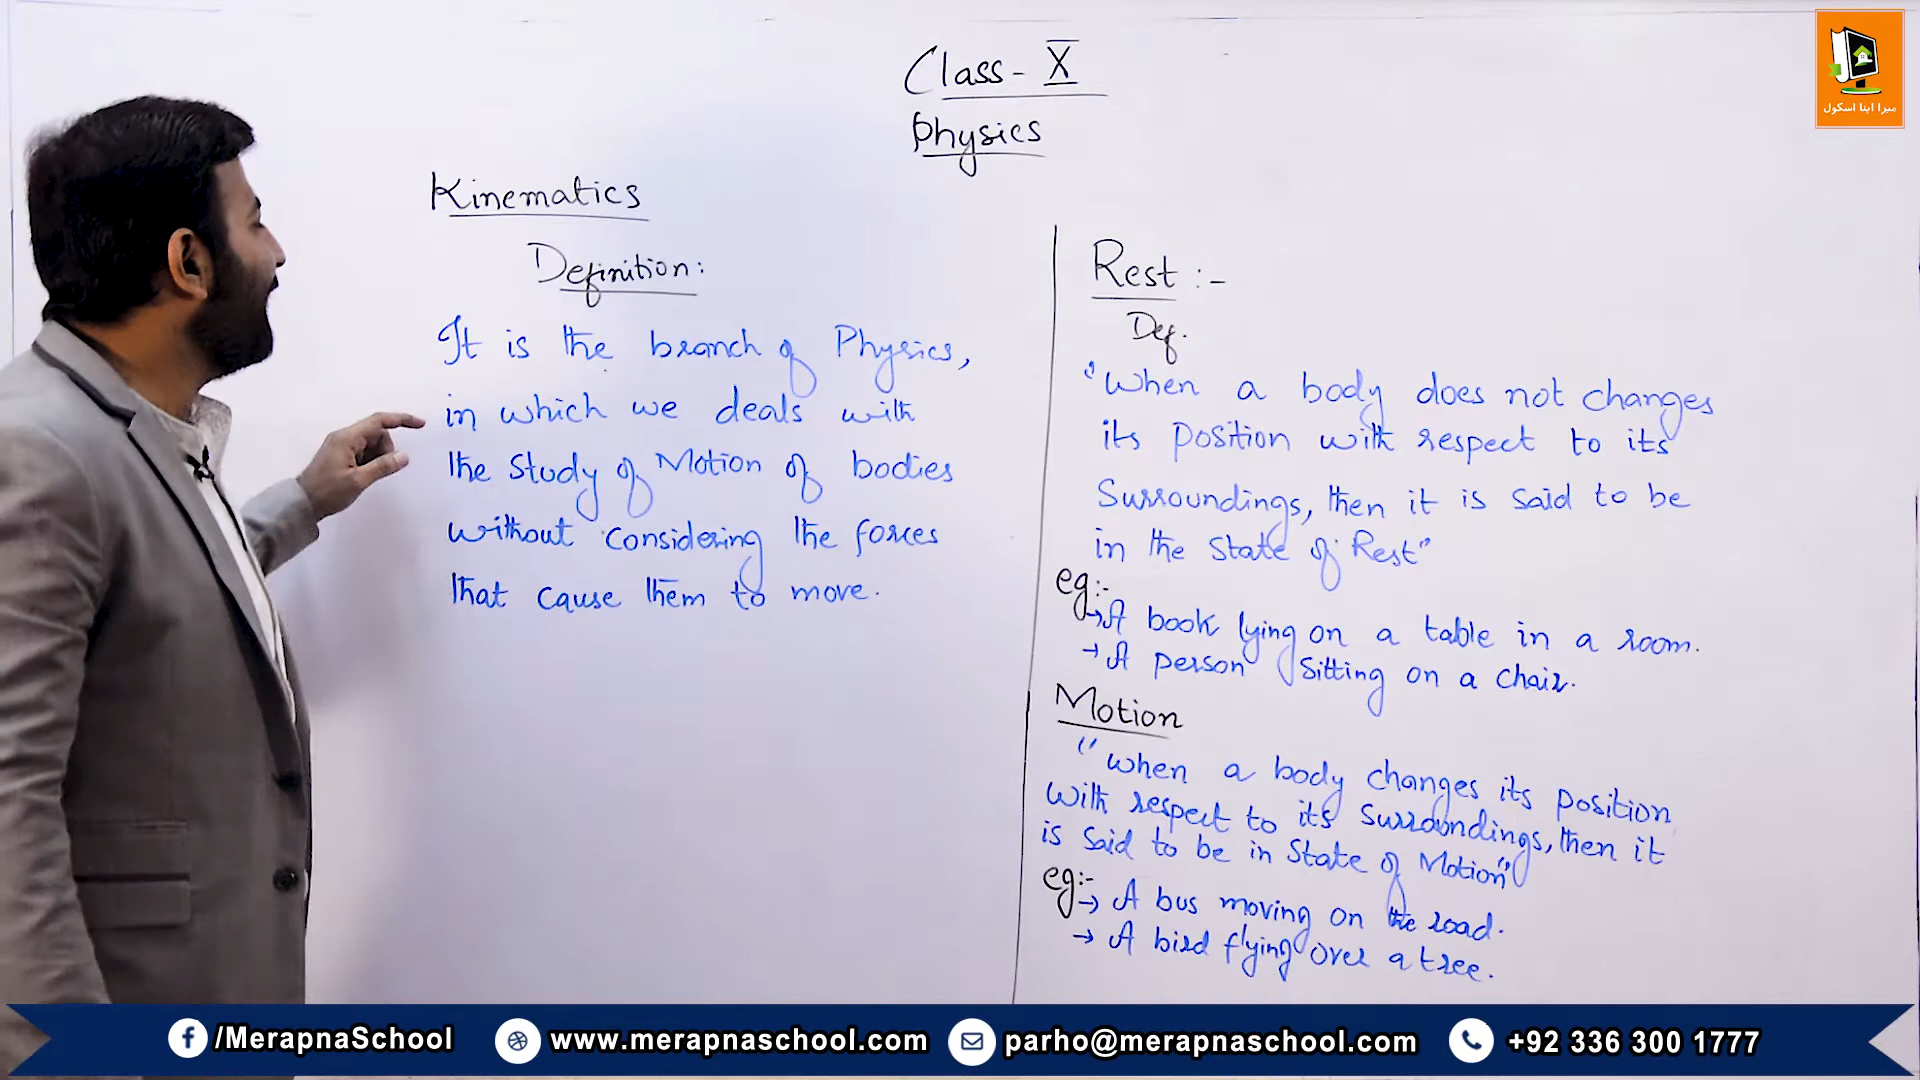 Class - X
Physics
Kinematics
Definition:
It is the branch of Physics,
in which we deals with
the study of Motion of bodies
without considering the forces
that cause them to move.
Rest :-
Def.
"When a body does not changes
its position with respect to its
Surroundings, then it is said to be
in the state of Rest"
eg:-
→ A book lying on a table in a room.
→ A person sitting on a chair.
Motion
"when a body changes its position
with respect to its surroundings, then it
is said to be in state of Motion"
eg:-
→ A bus moving on the road.
→ A bird flying over a tree.
میرا اپنا اسکول
/MerapnaSchool
www.merapnaschool.com
parho@merapnaschool.com
+92 336 300 1777